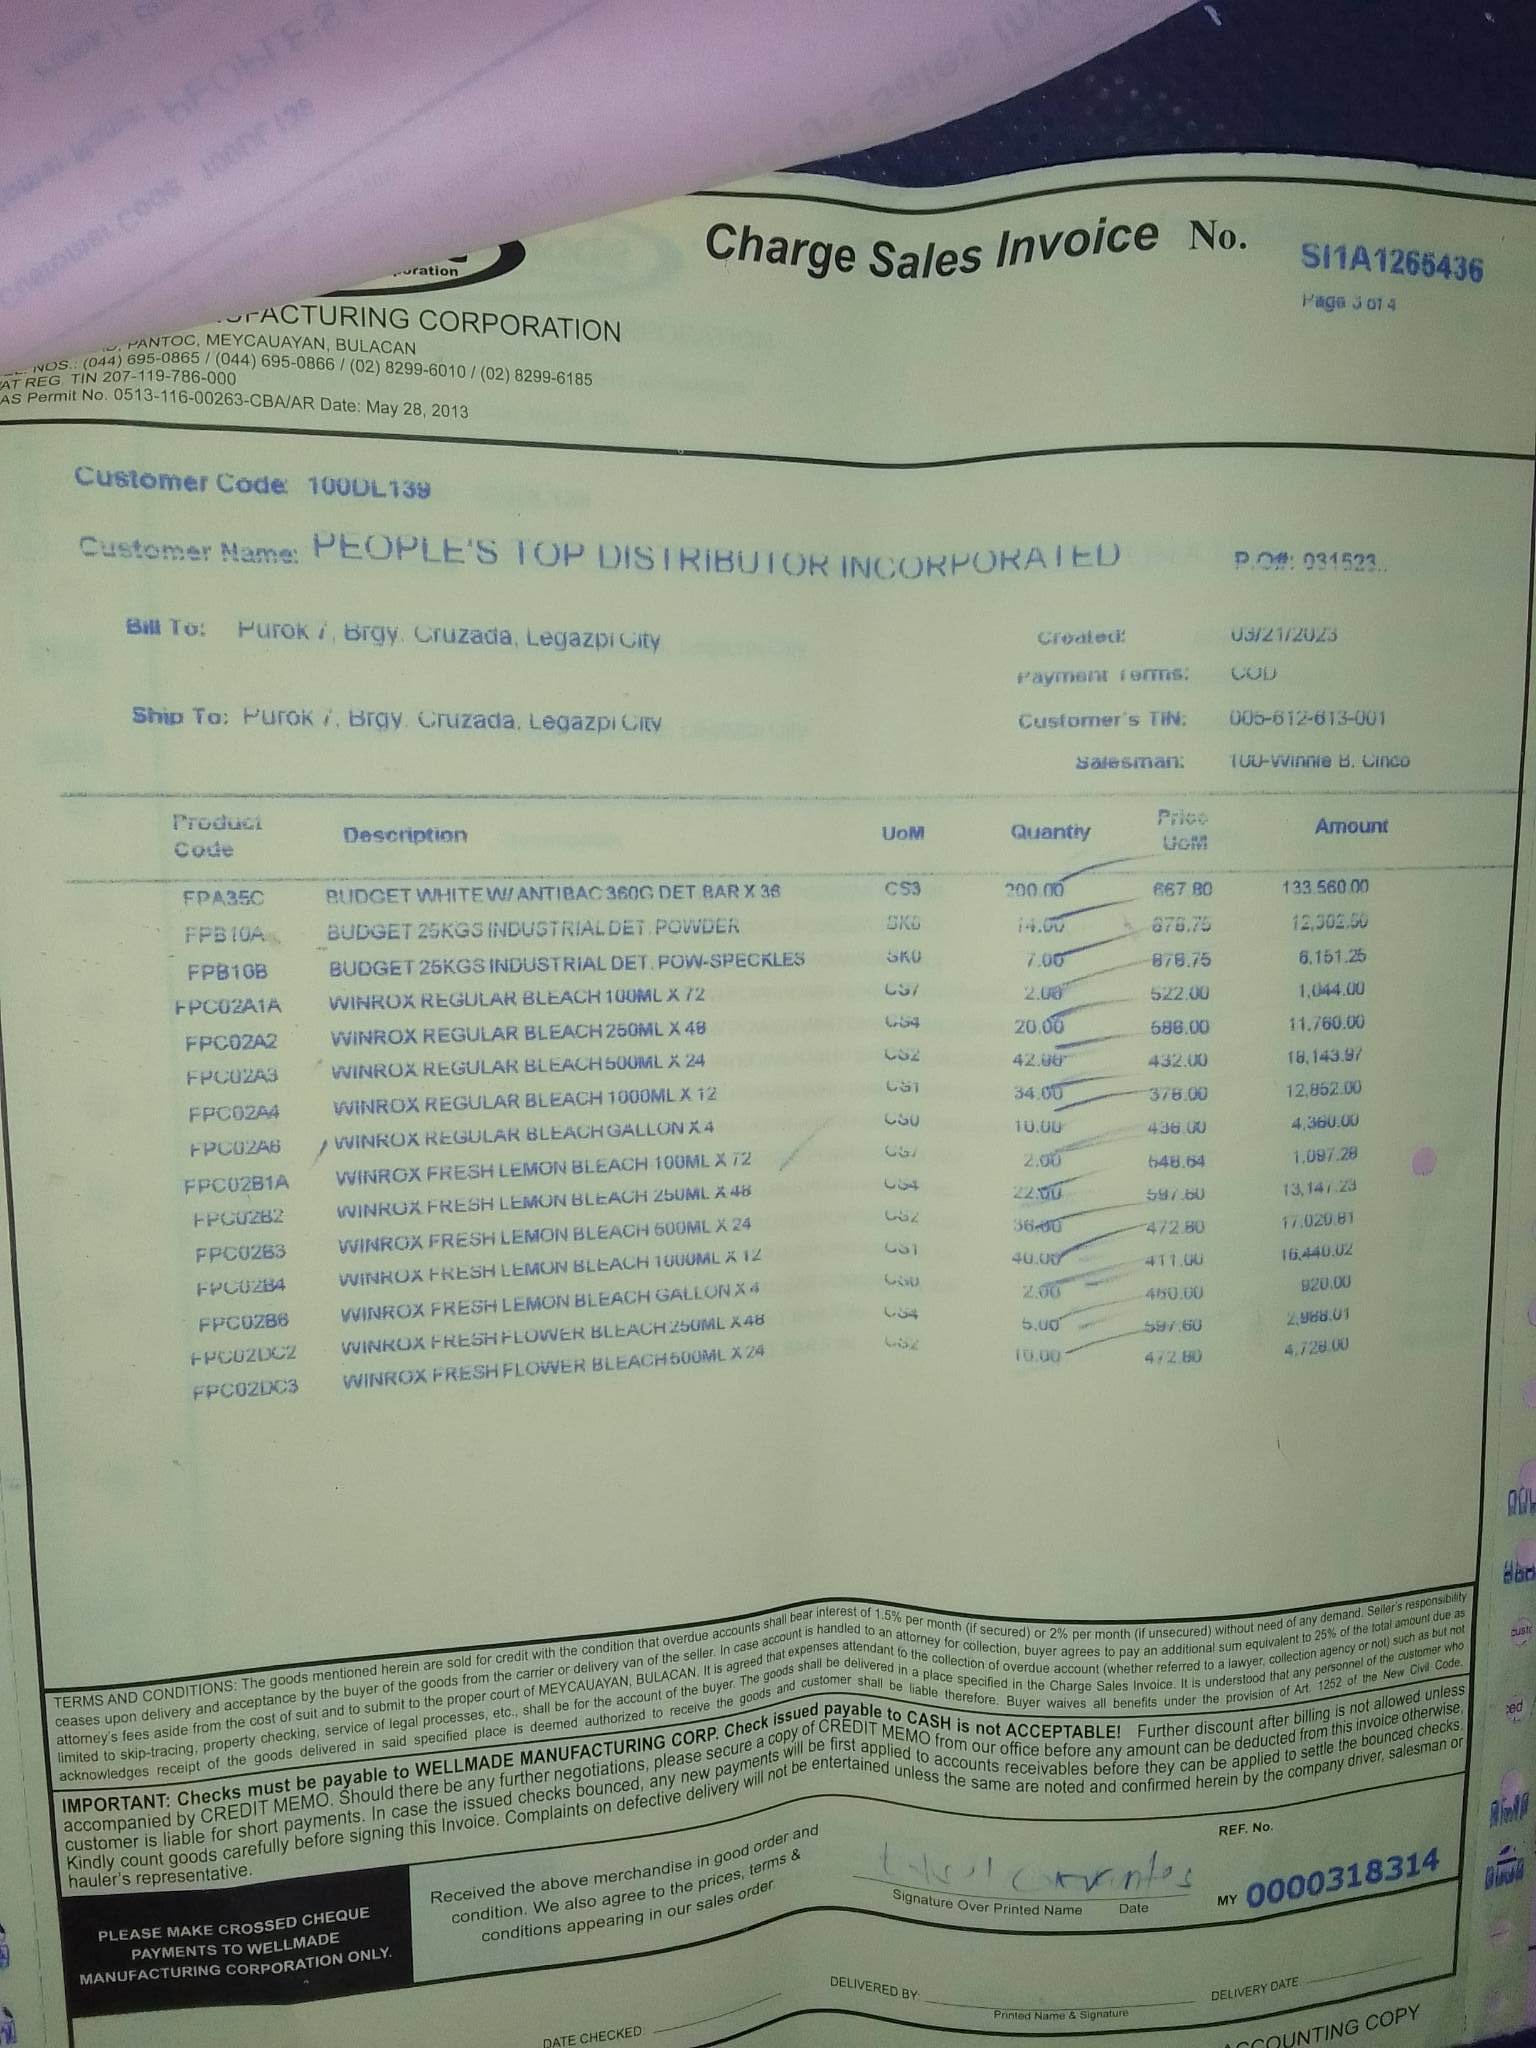 Charge Sales Invoice No. SI1A1265436
Page 3 of 4
MANUFACTURING CORPORATION
PANTOC, MEYCAUAYAN, BULACAN
NOS.: (044) 695-0865 / (044) 695-0866 / (02) 8299-6010 / (02) 8299-6185
VAT REG. TIN 207-119-786-000
CAS Permit No. 0513-116-00263-CBA/AR Date: May 28, 2013
Customer Code: 100DL139
Customer Name: PEOPLE'S TOP DISTRIBUTOR INCORPORATED P.O#: 031523..
Bill To: Purok 7, Brgy. Cruzada, Legazpi City Created: 03/21/2023
Payment Terms: COD
Ship To: Purok 7, Brgy. Cruzada, Legazpi City Customer's TIN: 005-612-613-001
Salesman: 100-Winnie B. Cinco
Product Code Description UoM Quantiy Price UoM Amount
FPA35C BUDGET WHITE W/ ANTIBAC 360G DET BAR X 36 CS3 200.00 667.80 133,560.00
FPB10A BUDGET 25KGS INDUSTRIAL DET. POWDER SK0 14.00 878.75 12,302.50
FPB10B BUDGET 25KGS INDUSTRIAL DET. POW-SPECKLES SK0 7.00 878.75 6,151.25
FPC02A1A WINROX REGULAR BLEACH 100ML X 72 CS7 2.00 522.00 1,044.00
FPC02A2 WINROX REGULAR BLEACH 250ML X 48 CS4 20.00 588.00 11,760.00
FPC02A3 WINROX REGULAR BLEACH 500ML X 24 CS2 42.00 432.00 18,143.97
FPC02A4 WINROX REGULAR BLEACH 1000ML X 12 CS1 34.00 378.00 12,852.00
FPC02A6 WINROX REGULAR BLEACH GALLON X 4 CS0 10.00 436.00 4,360.00
FPC02B1A WINROX FRESH LEMON BLEACH 100ML X 72 CS7 2.00 548.64 1,097.28
FPC02B2 WINROX FRESH LEMON BLEACH 250ML X 48 CS4 22.00 597.60 13,147.23
FPC02B3 WINROX FRESH LEMON BLEACH 500ML X 24 CS2 36.00 472.80 17,020.81
FPC02B4 WINROX FRESH LEMON BLEACH 1000ML X 12 CS1 40.00 411.00 16,440.02
FPC02B6 WINROX FRESH LEMON BLEACH GALLON X 4 CS0 2.00 460.00 920.00
FPC02DC2 WINROX FRESH FLOWER BLEACH 250ML X 48 CS4 5.00 597.60 2,988.01
FPC02DC3 WINROX FRESH FLOWER BLEACH 500ML X 24 CS2 10.00 472.80 4,728.00
TERMS AND CONDITIONS: The goods mentioned herein are sold for credit with the condition that overdue accounts shall bear interest of 1.5% per month (if secured) or 2% per month (if unsecured) without need of any demand. Seller's responsibility
ceases upon delivery and acceptance by the buyer of the goods from the carrier or delivery van of the seller. In case account is handled to an attorney for collection, buyer agrees to pay an additional sum equivalent to 25% of the total amount due as
attorney's fees aside from the cost of suit and to submit to the proper court of MEYCAUAYAN, BULACAN. It is agreed that expenses attendant to the collection of overdue account (whether referred to a lawyer, collection agency or not) such as but not
limited to skip-tracing, property checking, service of legal processes, etc., shall be for the account of the buyer. The goods shall be delivered in a place specified in the Charge Sales Invoice. It is understood that any personnel of the customer who
acknowledges receipt of the goods delivered in said specified place is deemed authorized to receive the goods and customer shall be liable therefore. Buyer waives all benefits under the provision of Art. 1252 of the New Civil Code.
IMPORTANT: Checks must be payable to WELLMADE MANUFACTURING CORP. Check issued payable to CASH is not ACCEPTABLE! Further discount after billing is not allowed unless
accompanied by CREDIT MEMO. Should there be any further negotiations, please secure a copy of CREDIT MEMO from our office before any amount can be deducted from this invoice otherwise,
customer is liable for short payments. In case the issued checks bounced, any new payments will be first applied to accounts receivables before they can be applied to settle the bounced checks.
Kindly count goods carefully before signing this Invoice. Complaints on defective delivery will not be entertained unless the same are noted and confirmed herein by the company driver, salesman or
hauler's representative.
PLEASE MAKE CROSSED CHEQUE
PAYMENTS TO WELLMADE
MANUFACTURING CORPORATION ONLY.
Received the above merchandise in good order and
condition. We also agree to the prices, terms &
conditions appearing in our sales order.
Signature Over Printed Name Date
REF. No.
MY 0000318314
DELIVERED BY: Printed Name & Signature
DELIVERY DATE
DATE CHECKED:
ACCOUNTING COPY